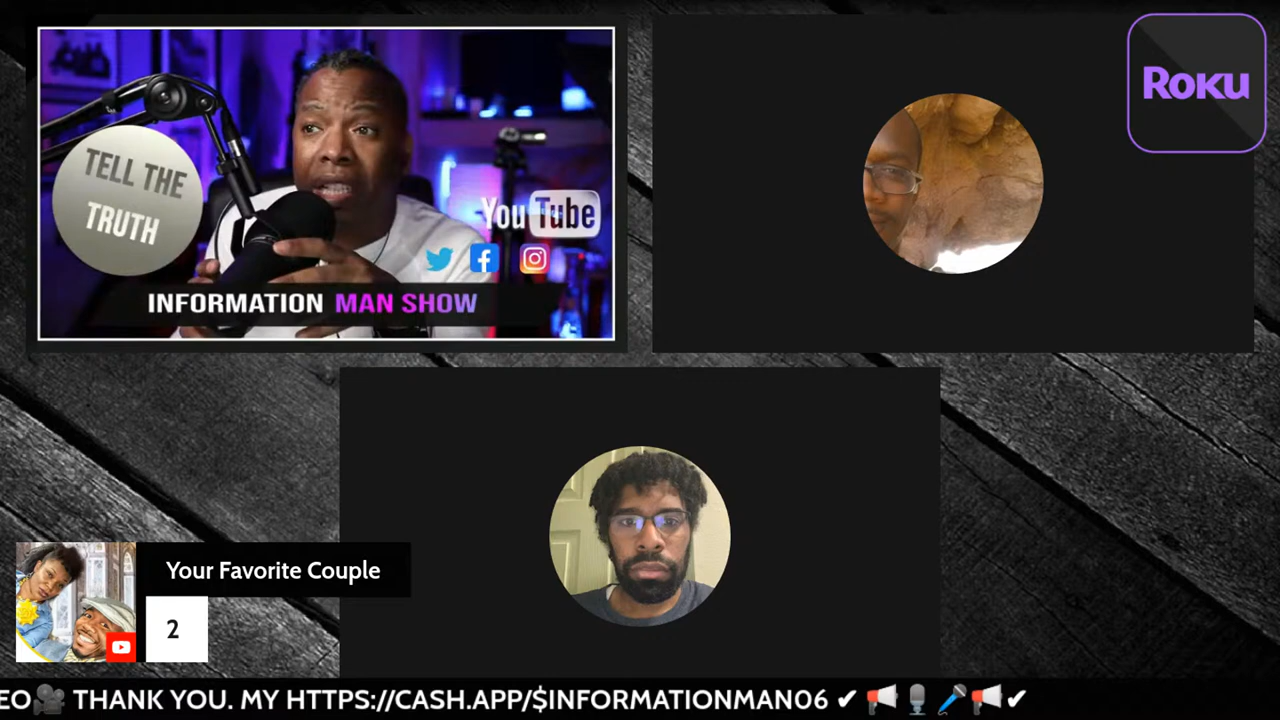 ROKU
TELL THE
TRUTH
YouTube
INFORMATION MAN SHOW
Your Favorite Couple
2
EO🎥 THANK YOU. MY HTTPS://CASH.APP/$INFORMATIONMAN06 ✔ 📢🎙️🎤📢✔